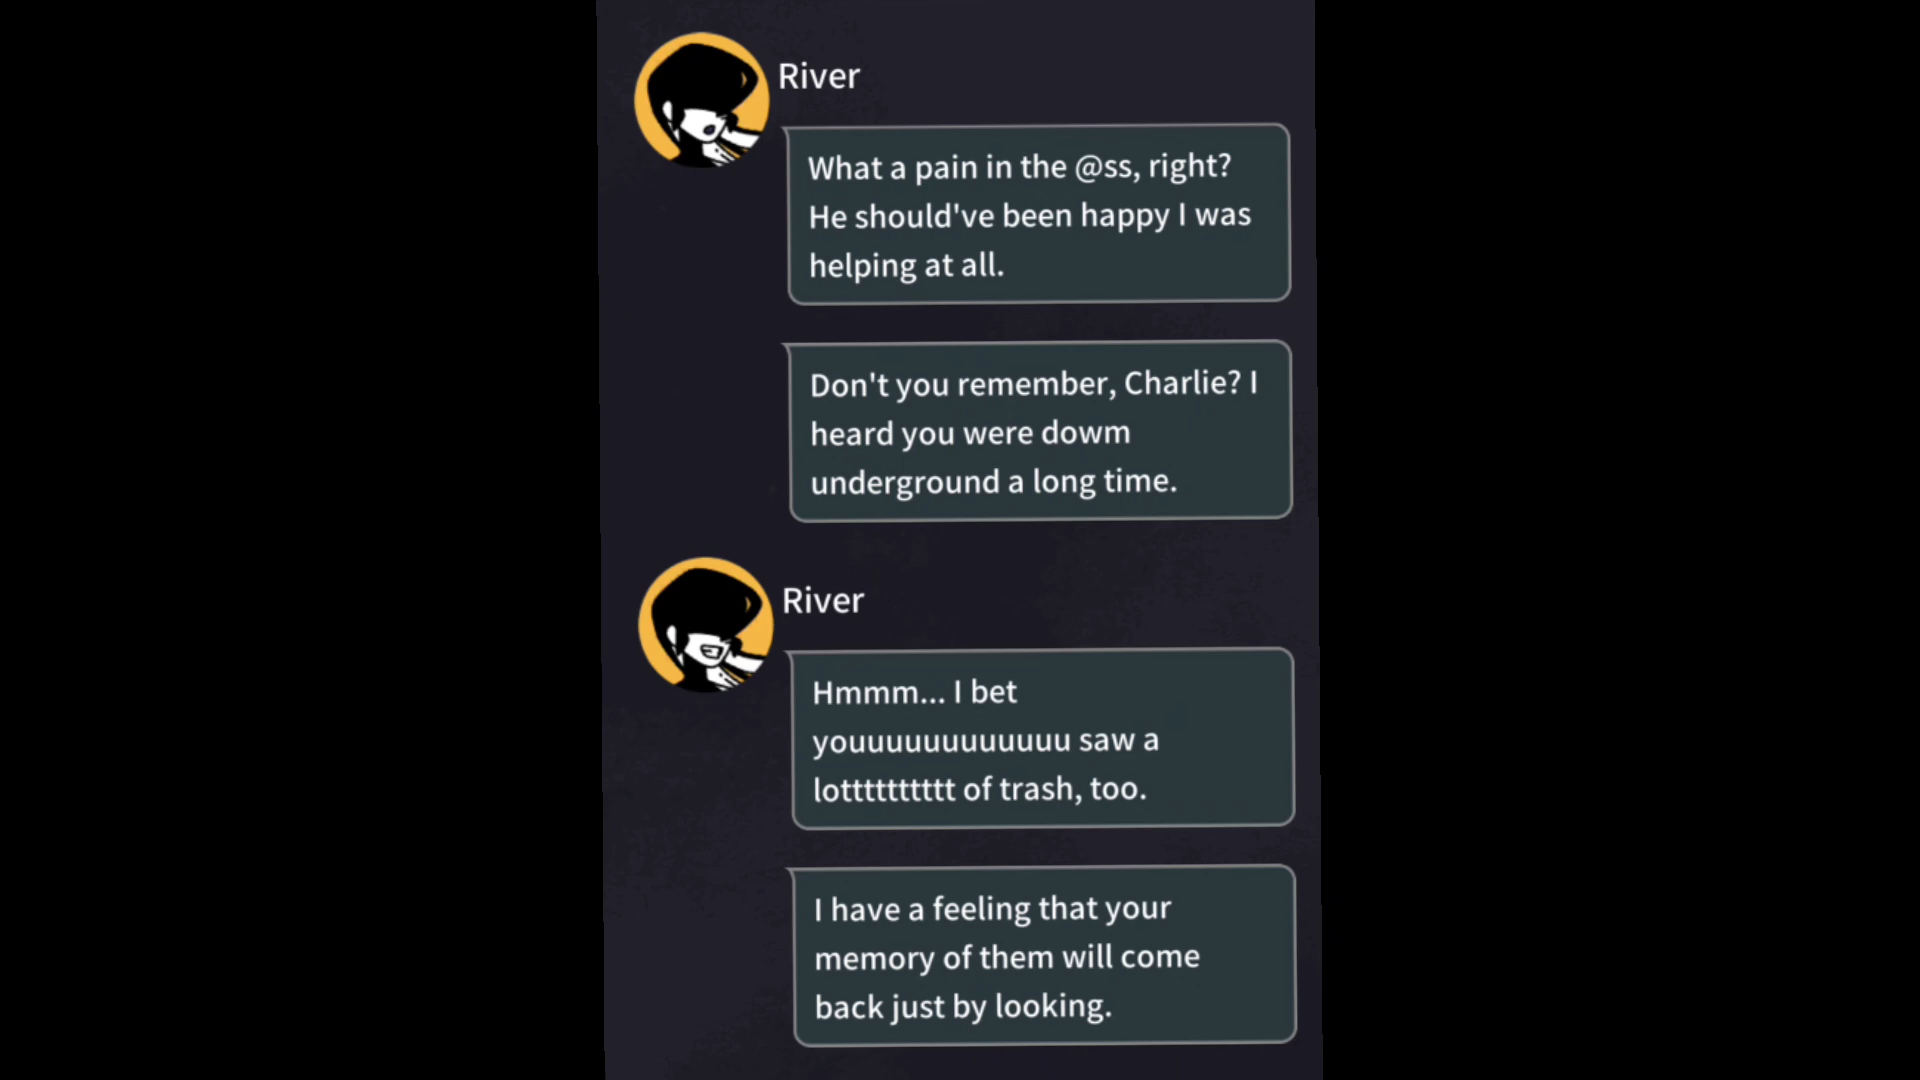 River
What a pain in the @ss, right?
He should've been happy I was
helping at all.
Don't you remember, Charlie? I
heard you were dowm
underground a long time.
River
Hmmm... I bet
youuuuuuuuuuuu saw a
lotttttttttt of trash, too.
I have a feeling that your
memory of them will come
back just by looking.